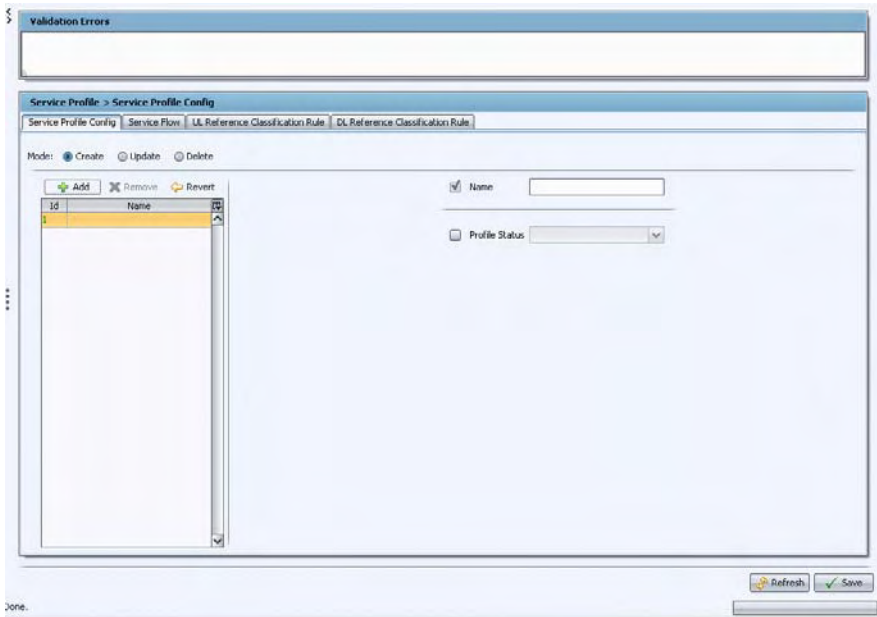 Validation Errors
Service Profile > Service Profile Config
Service Profile Config Service Flow UL Reference Classification Rule DL Reference Classification Rule
Mode: Create Update Delete
Add Remove Revert
Id Name
1
Name
Profile Status
Refresh Save
Done.